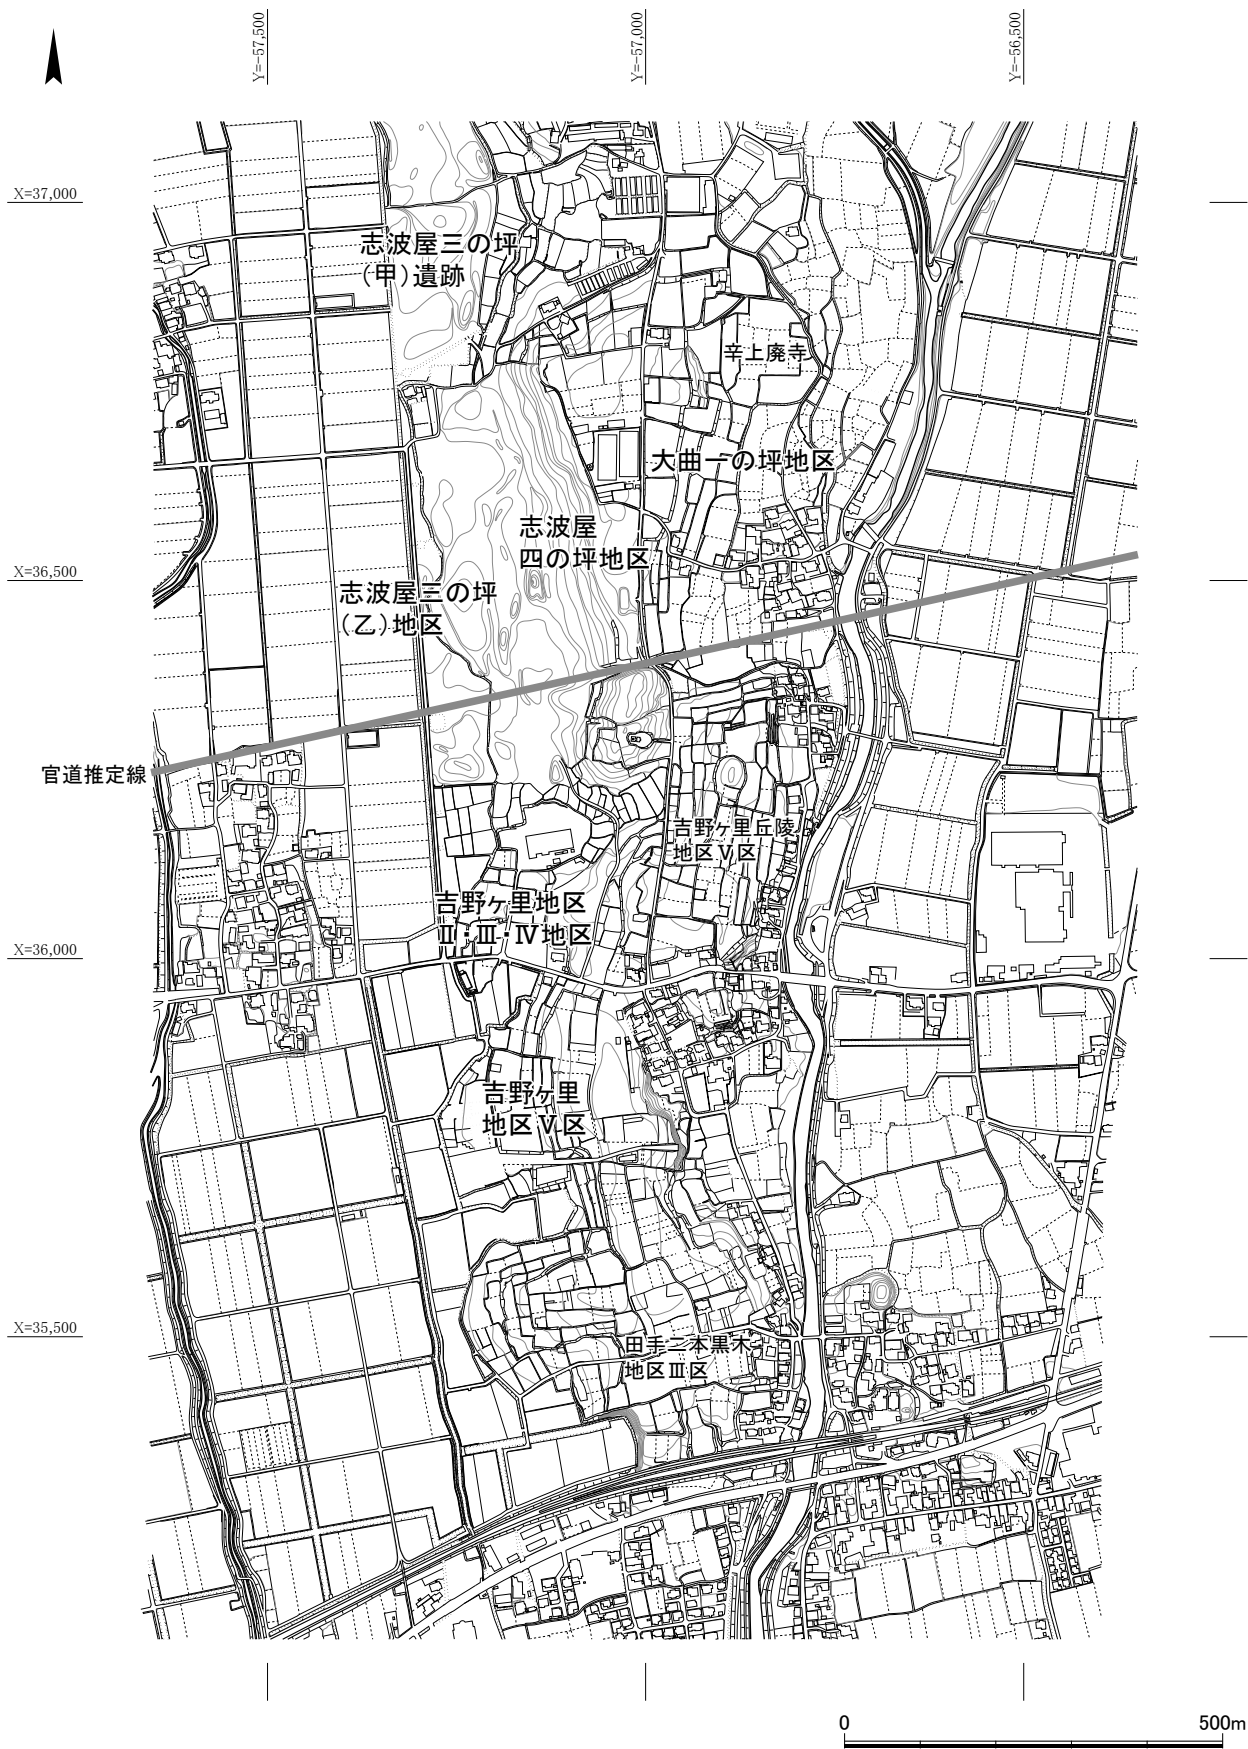 Y=-57,500
Y=-57,000
Y=-56,500
X=37,000
志波屋三の坪
(甲)遺跡
辛上廃寺
大曲一の坪地区
志波屋
四の坪地区
X=36,500
志波屋三の坪
(乙)地区
官道推定線
吉野ヶ里丘陵
地区Ⅴ区
吉野ヶ里地区
Ⅱ・Ⅲ・Ⅳ地区
X=36,000
吉野ヶ里
地区Ⅴ区
X=35,500
田手二本黒木
地区Ⅲ区
0
500m